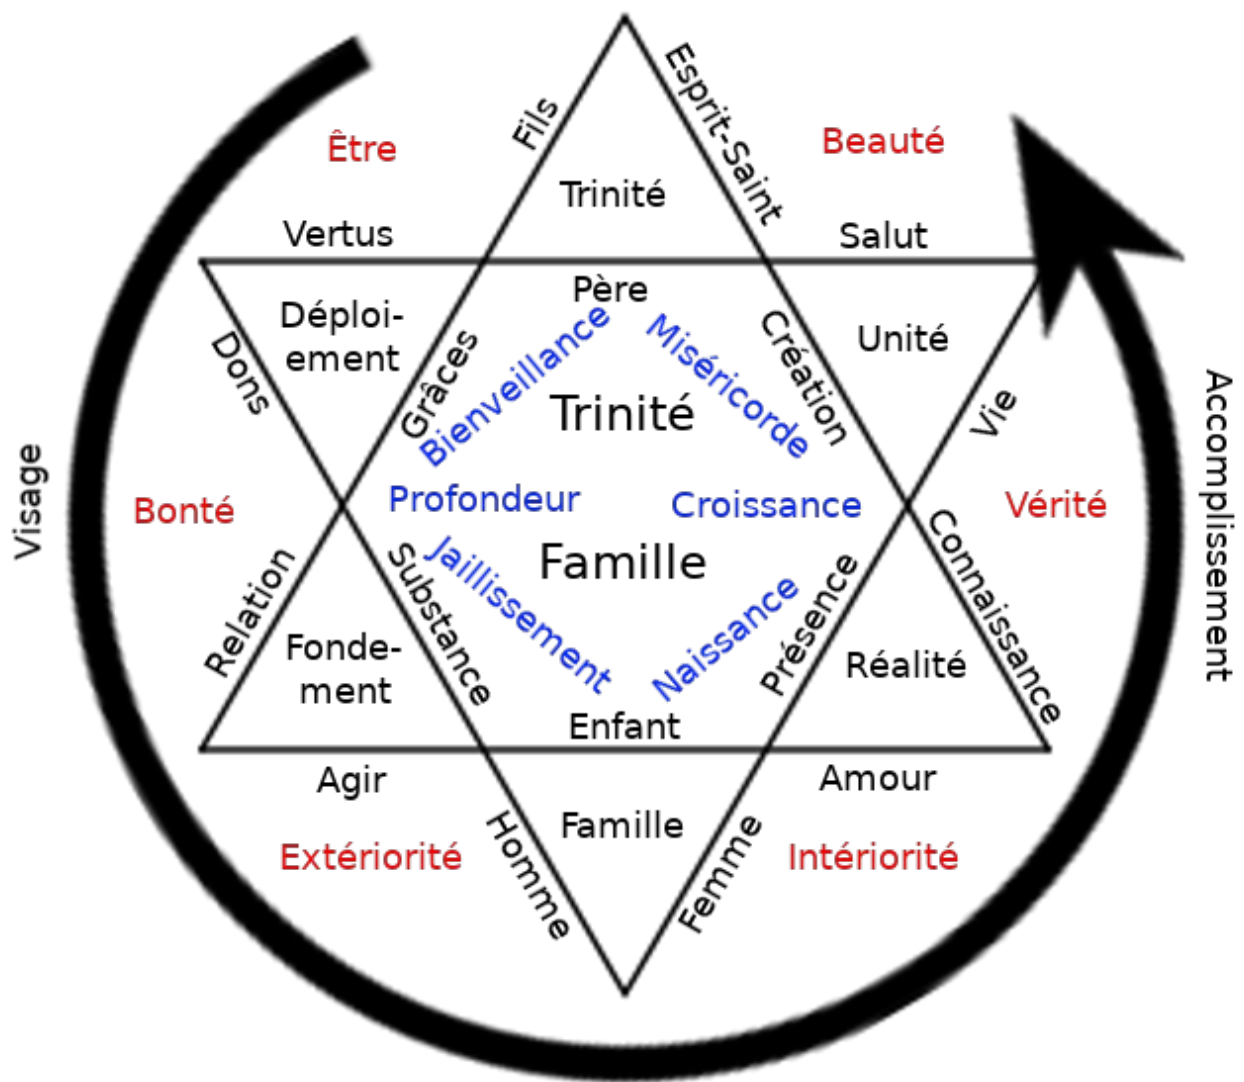 Esprit-Saint
Fils
Être
Beauté
Trinité
Vertus
Salut
Père
Déploi-
ement
Unité
Dons
Grâces
Bienveillance
Miséricorde
Création
Vie
Trinité
Accomplissement
Visage
Bonté
Profondeur
Croissance
Vérité
Famille
Relation
Substance
Jaillissement
Naissance
Présence
Connaissance
Fonde-
ment
Réalité
Enfant
Agir
Amour
Homme
Famille
Femme
Extériorité
Intériorité